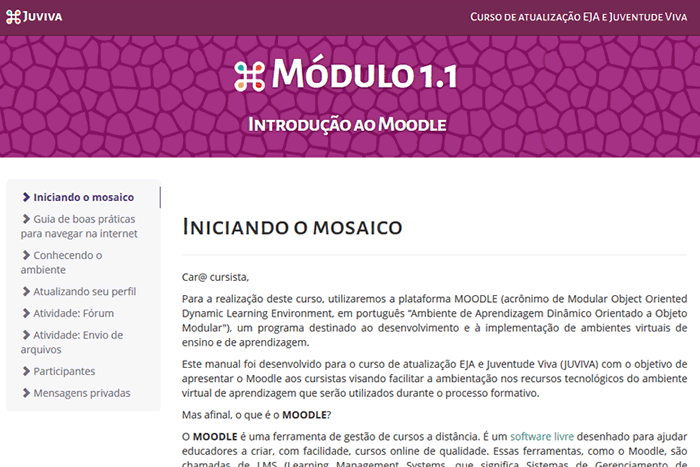 JUVIVA
CURSO DE ATUALIZAÇÃO EJA E JUVENTUDE VIVA
MÓDULO 1.1
INTRODUÇÃO AO MOODLE
Iniciando o mosaico
Guia de boas práticas
para navegar na internet
Conhecendo o
ambiente
Atualizando seu perfil
Atividade: Fórum
Atividade: Envio de
arquivos
Participantes
Mensagens privadas
INICIANDO O MOSAICO
Car@ cursista,
Para a realização deste curso, utilizaremos a plataforma MOODLE (acrônimo de Modular Object Oriented
Dynamic Learning Environment, em português “Ambiente de Aprendizagem Dinâmico Orientado a Objeto
Modular"), um programa destinado ao desenvolvimento e à implementação de ambientes virtuais de
ensino e de aprendizagem.
Este manual foi desenvolvido para o curso de atualização EJA e Juventude Viva (JUVIVA) com o objetivo de
apresentar o Moodle aos cursistas visando facilitar a ambientação nos recursos tecnológicos do ambiente
virtual de aprendizagem que serão utilizados durante o processo formativo.
Mas afinal, o que é o MOODLE?
O MOODLE é uma ferramenta de gestão de cursos a distância. É um software livre desenhado para ajudar
educadores a criar, com facilidade, cursos online de qualidade. Essas ferramentas, como o Moodle, são
chamadas de LMS (Learning Management Systems, que significa Sistemas de Gerenciamento de